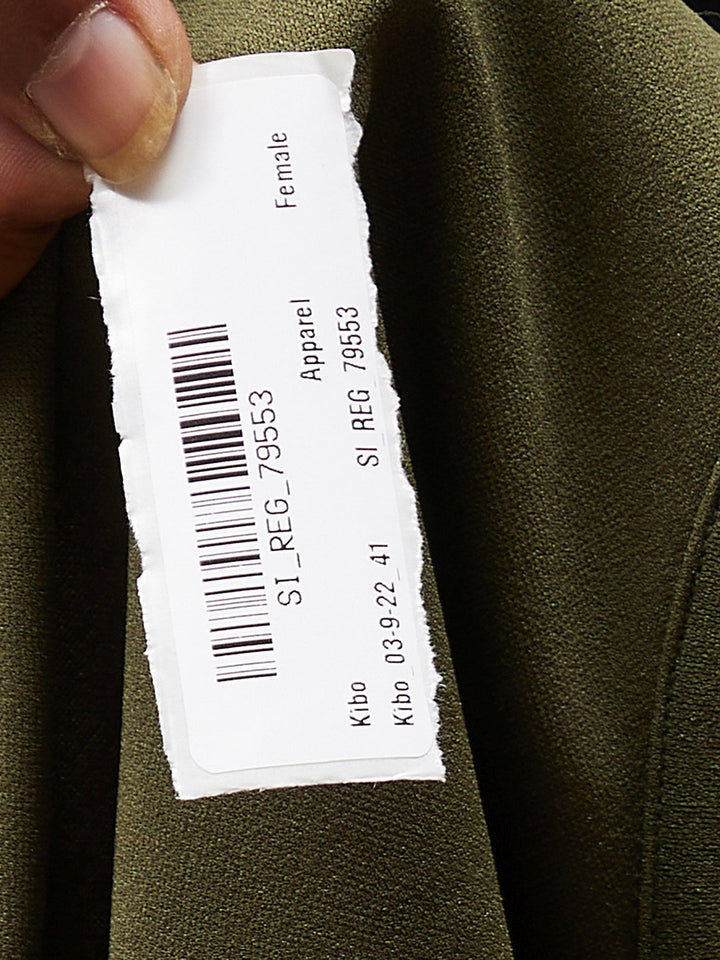 SI_REG_79553
Apparel Female
Kibo SI_REG_79553
Kibo_03-9-22_41